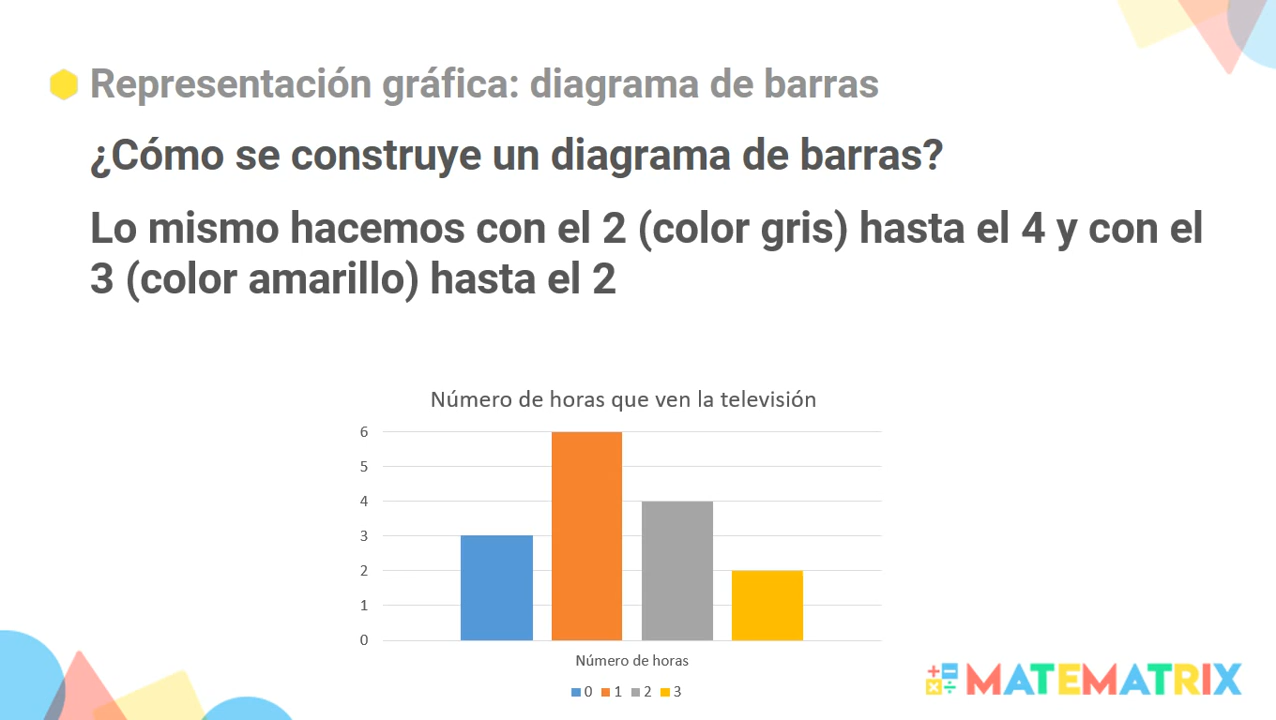 Representación gráfica: diagrama de barras
¿Cómo se construye un diagrama de barras?
Lo mismo hacemos con el 2 (color gris) hasta el 4 y con el
3 (color amarillo) hasta el 2
Número de horas que ven la televisión
6
5
4
3
2
1
0
Número de horas
0 1 2 3
MATEMATRIX